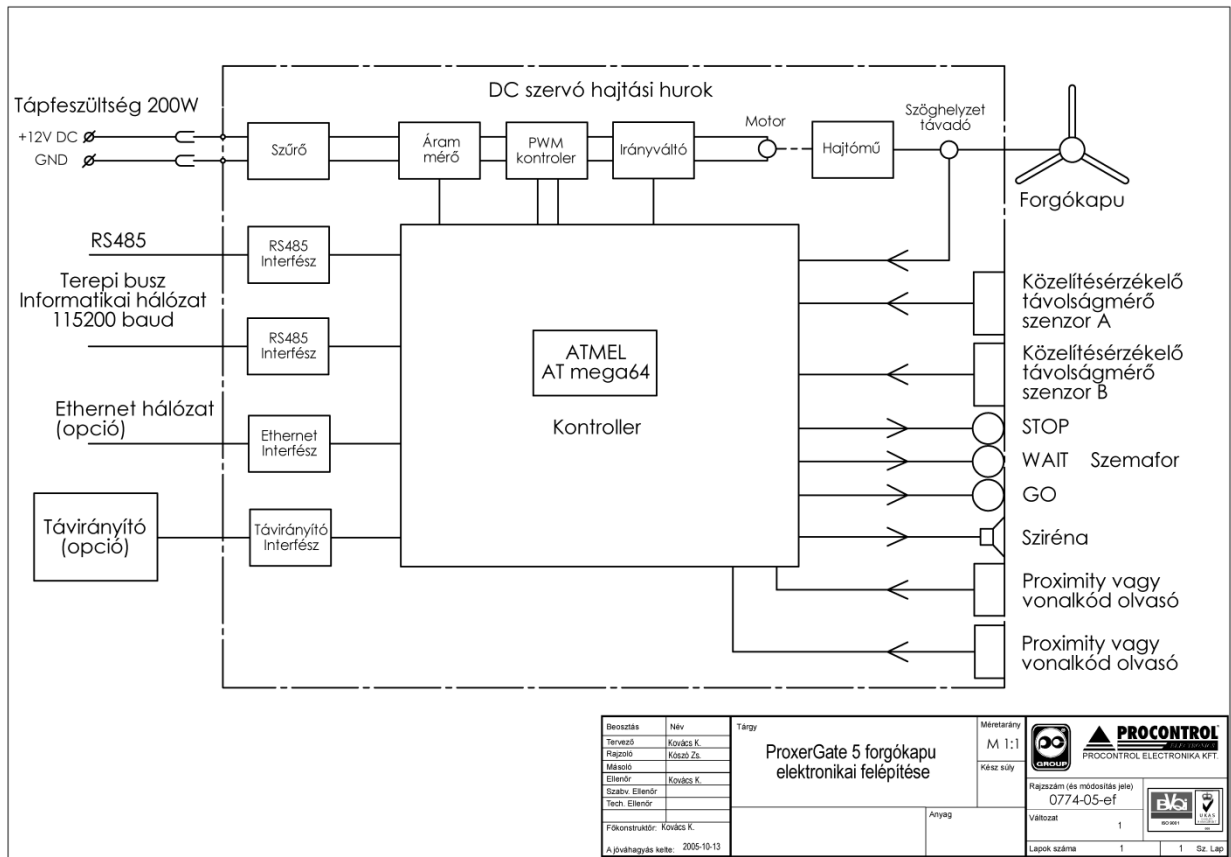 DC szervó hajtási hurok
Tápfeszültség 200W
+12V DC
GND
Szűrő
Áram
mérő
PWM
kontroler
Irányváltó
Motor
Hajtómű
Szöghelyzet
távadó
Forgókapu
RS485
RS485
Interfész
Terepi busz
Informatikai hálózat
115200 baud
RS485
Interfész
Ethernet hálózat
(opció)
Ethernet
Interfész
Távirányító
(opció)
Távirányító
Interfész
ATMEL
AT mega64
Kontroller
Közelítésérzékelő
távolságmérő
szenzor A
Közelítésérzékelő
távolságmérő
szenzor B
STOP
WAIT Szemafor
GO
Sziréna
Proximity vagy
vonalkód olvasó
Proximity vagy
vonalkód olvasó
Beosztás Név
Tervező Kovács K.
Rajzoló Kószó Zs.
Másoló
Ellenőr Kovács K.
Szabv. Ellenőr
Tech. Ellenőr
Főkonstruktőr: Kovács K.
A jóváhagyás kelte: 2005-10-13
Tárgy
ProxerGate 5 forgókapu
elektronikai felépítése
Méretarány
M 1:1
Kész súly
Anyag
GROUP
PROCONTROL
ELECTRONICS
PROCONTROL ELECTRONIKA KFT.
Rajzszám (és módosítás jele)
0774-05-ef
Változat 1
Lapok száma 1 1 Sz. Lap
BVQi
ISO 9001
UKAS